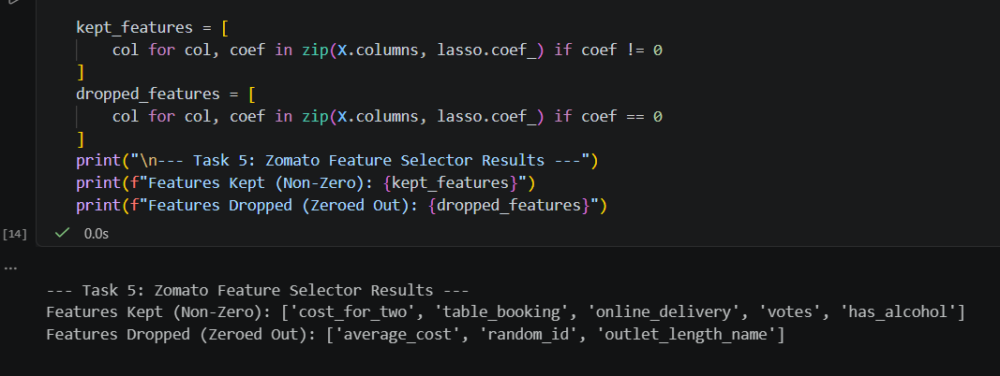 kept_features = [
    col for col, coef in zip(X.columns, lasso.coef_) if coef != 0
]
dropped_features = [
    col for col, coef in zip(X.columns, lasso.coef_) if coef == 0
]
print("\n--- Task 5: Zomato Feature Selector Results ---")
print(f"Features Kept (Non-Zero): {kept_features}")
print(f"Features Dropped (Zeroed Out): {dropped_features}")
[14] ✓ 0.0s
...
--- Task 5: Zomato Feature Selector Results ---
Features Kept (Non-Zero): ['cost_for_two', 'table_booking', 'online_delivery', 'votes', 'has_alcohol']
Features Dropped (Zeroed Out): ['average_cost', 'random_id', 'outlet_length_name']